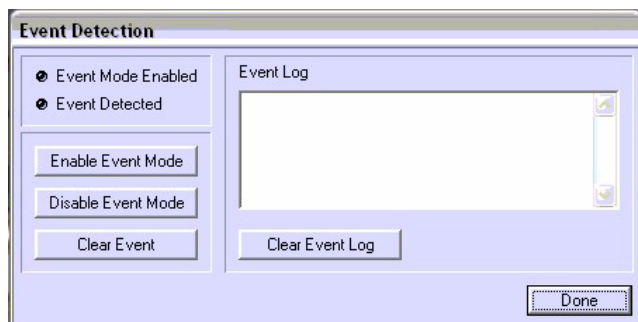 Event Detection
Event Mode Enabled
Event Detected
Enable Event Mode
Disable Event Mode
Clear Event
Event Log
Clear Event Log
Done